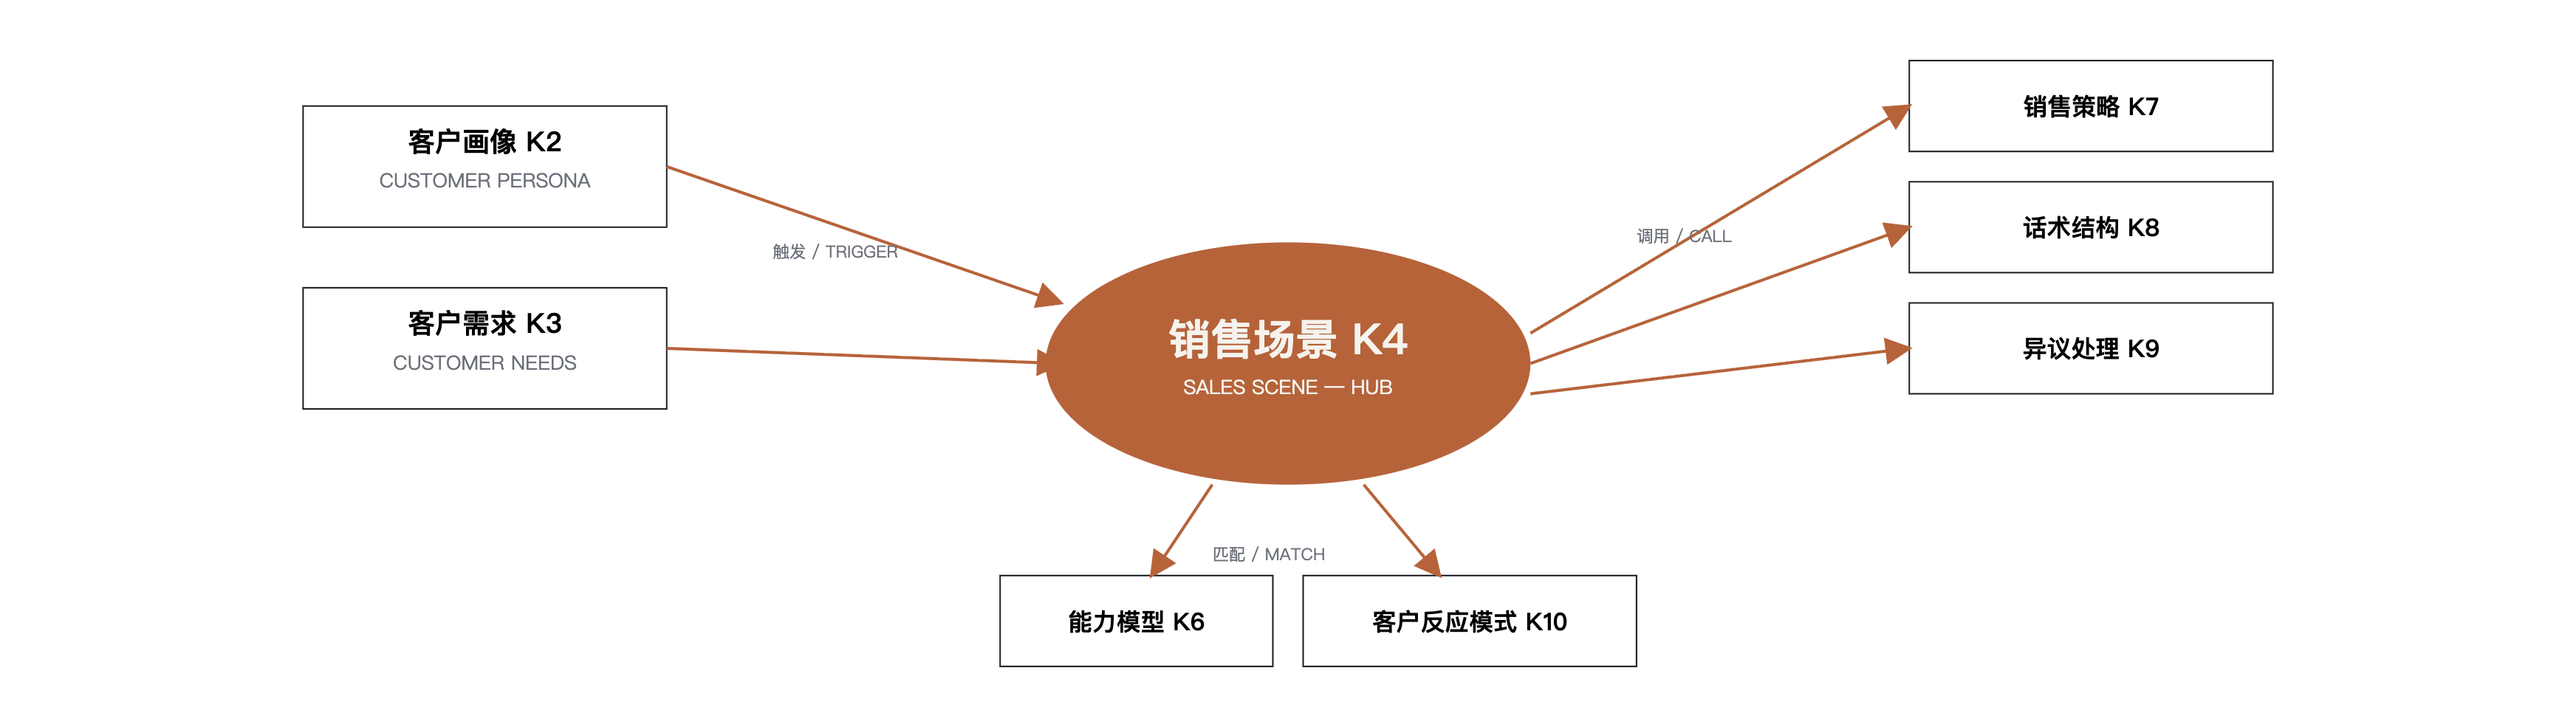 客户画像 K2
CUSTOMER PERSONA
触发 / TRIGGER
客户需求 K3
CUSTOMER NEEDS
销售场景 K4
SALES SCENE — HUB
调用 / CALL
销售策略 K7
话术结构 K8
异议处理 K9
匹配 / MATCH
能力模型 K6
客户反应模式 K10